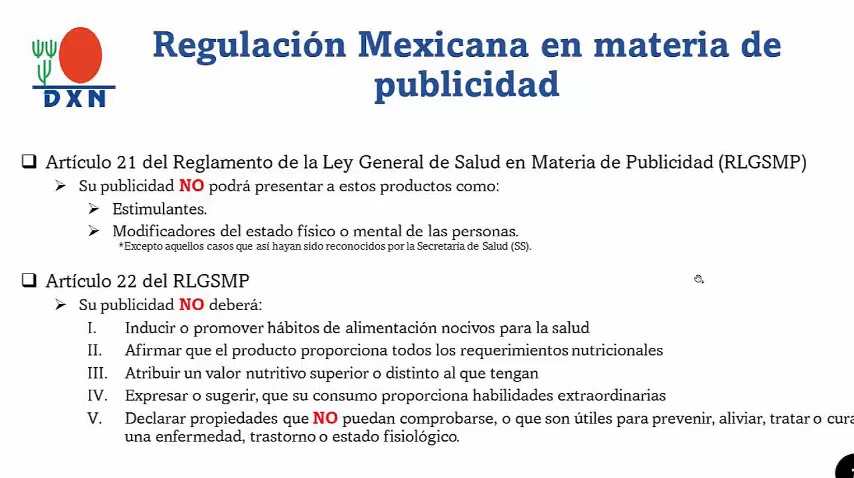 Regulación Mexicana en materia de
publicidad
DXN
Artículo 21 del Reglamento de la Ley General de Salud en Materia de Publicidad (RLGSMP)
Su publicidad NO podrá presentar a estos productos como:
Estimulantes.
Modificadores del estado físico o mental de las personas.
*Excepto aquellos casos que así hayan sido reconocidos por la Secretaría de Salud (SS).
Artículo 22 del RLGSMP
Su publicidad NO deberá:
I. Inducir o promover hábitos de alimentación nocivos para la salud
II. Afirmar que el producto proporciona todos los requerimientos nutricionales
III. Atribuir un valor nutritivo superior o distinto al que tengan
IV. Expresar o sugerir, que su consumo proporciona habilidades extraordinarias
V. Declarar propiedades que NO puedan comprobarse, o que son útiles para prevenir, aliviar, tratar o cura
una enfermedad, trastorno o estado fisiológico.